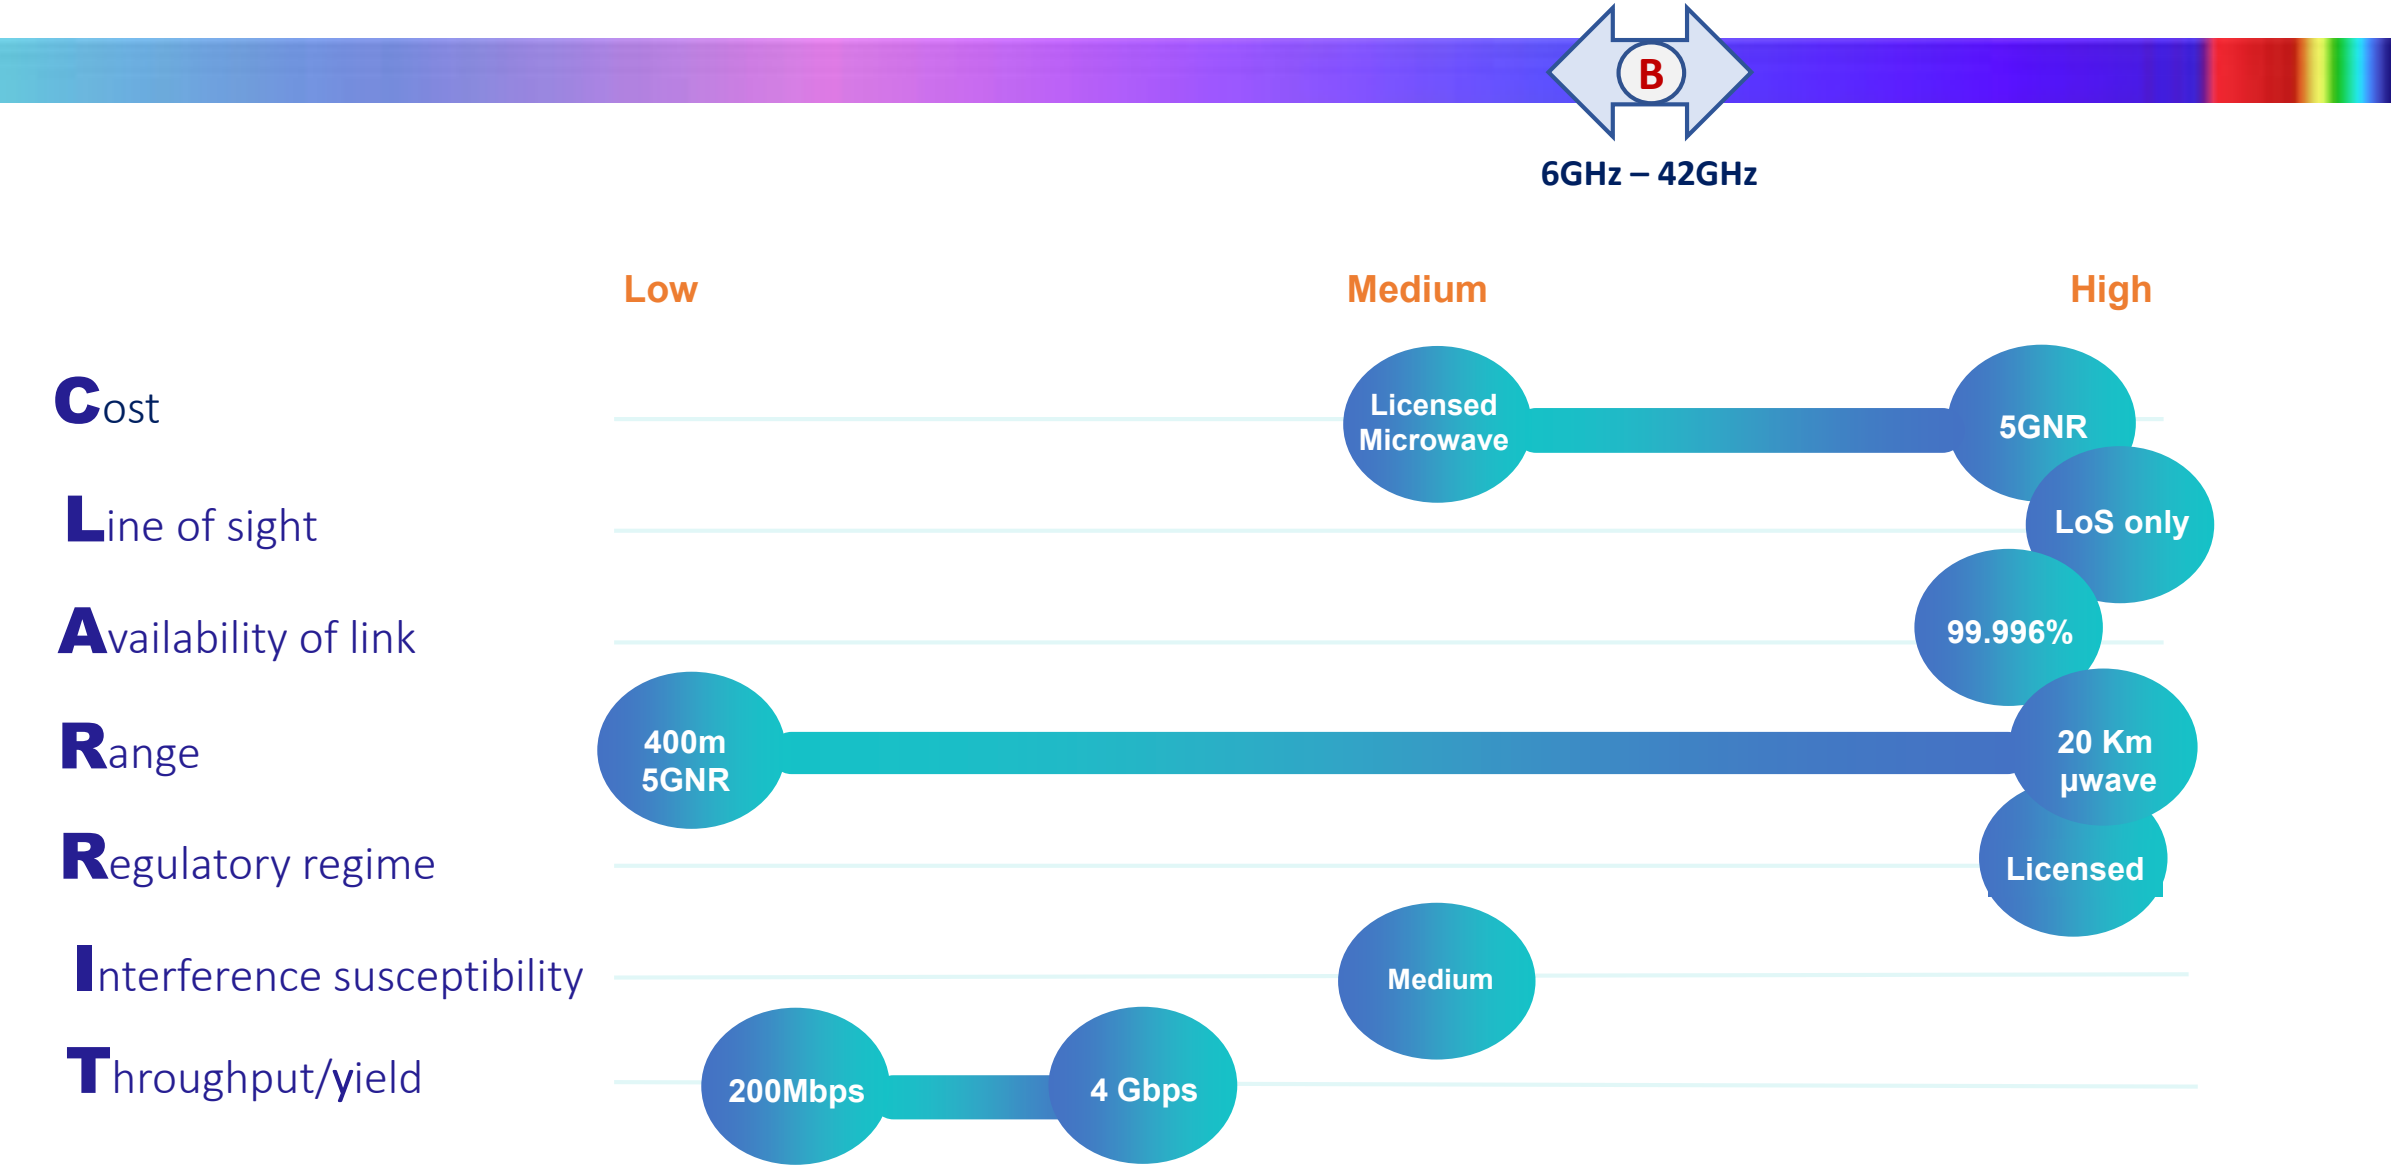 B
6GHz – 42GHz
Low Medium High
Cost
Licensed
Microwave
5GNR
Line of sight
LoS only
Availability of link
99.996%
Range
400m
5GNR
20 Km
µwave
Regulatory regime
Licensed
Interference susceptibility
Medium
Throughput/yield
200Mbps
4 Gbps